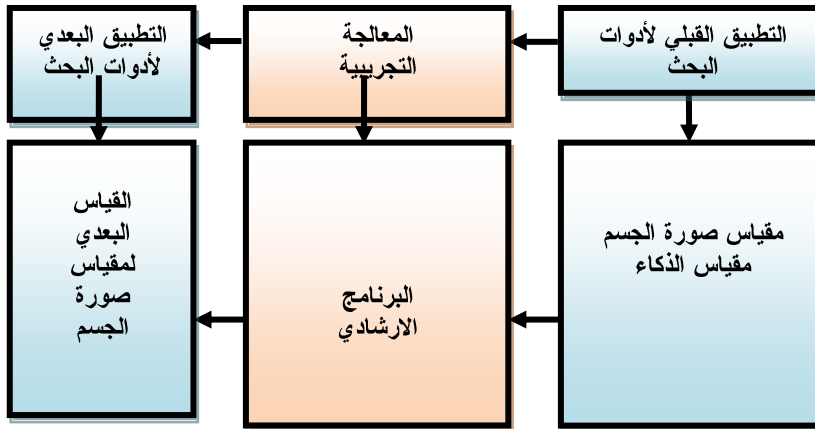 التطبيق القبلي لأدوات
البحث
المعالجة
التجريبية
التطبيق البعدي
لأدوات البحث
مقياس صورة الجسم
مقياس الذكاء
البرنامج
الارشادي
القياس
البعدي
لمقياس
صورة
الجسم